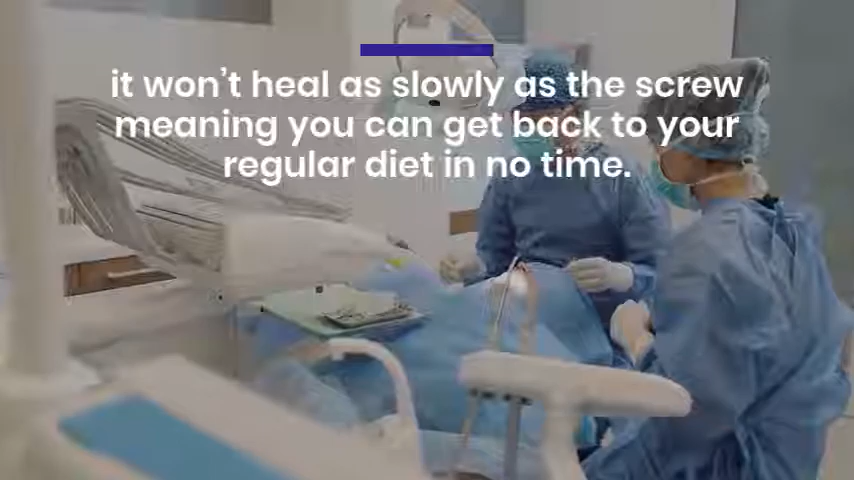 it won't heal as slowly as the screw
meaning you can get back to your
regular diet in no time.